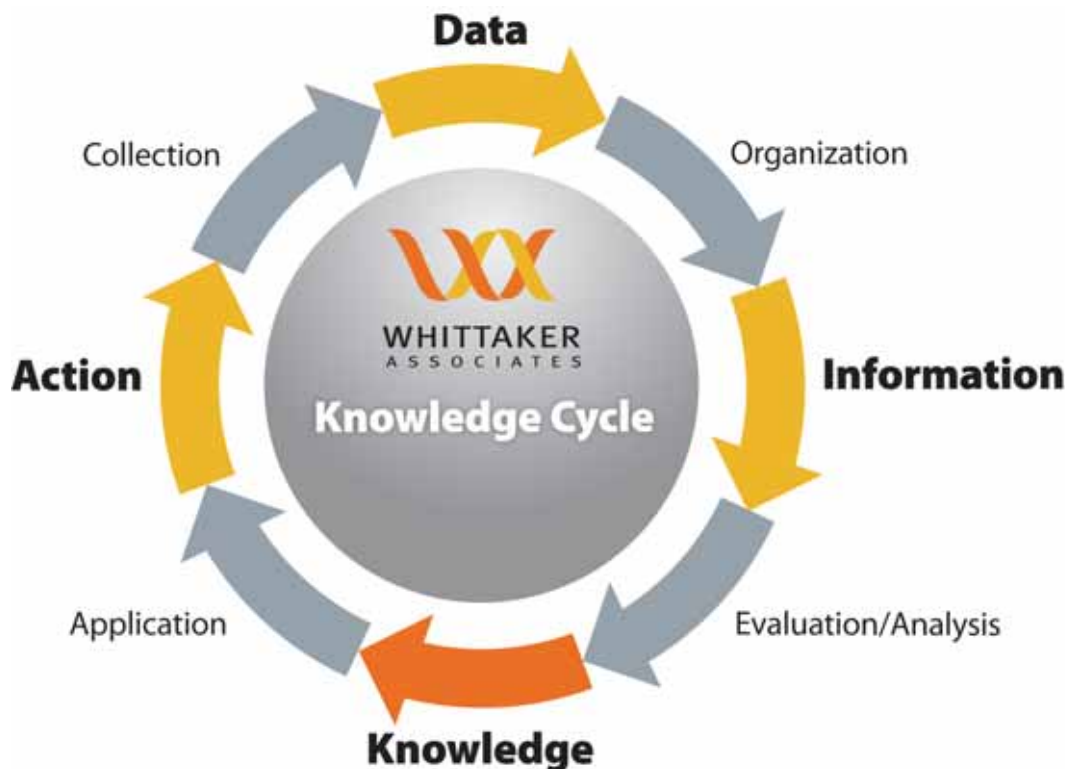 Data
Collection
Organization
WHITTAKER
ASSOCIATES
Action
Information
Knowledge Cycle
Application
Evaluation/Analysis
Knowledge